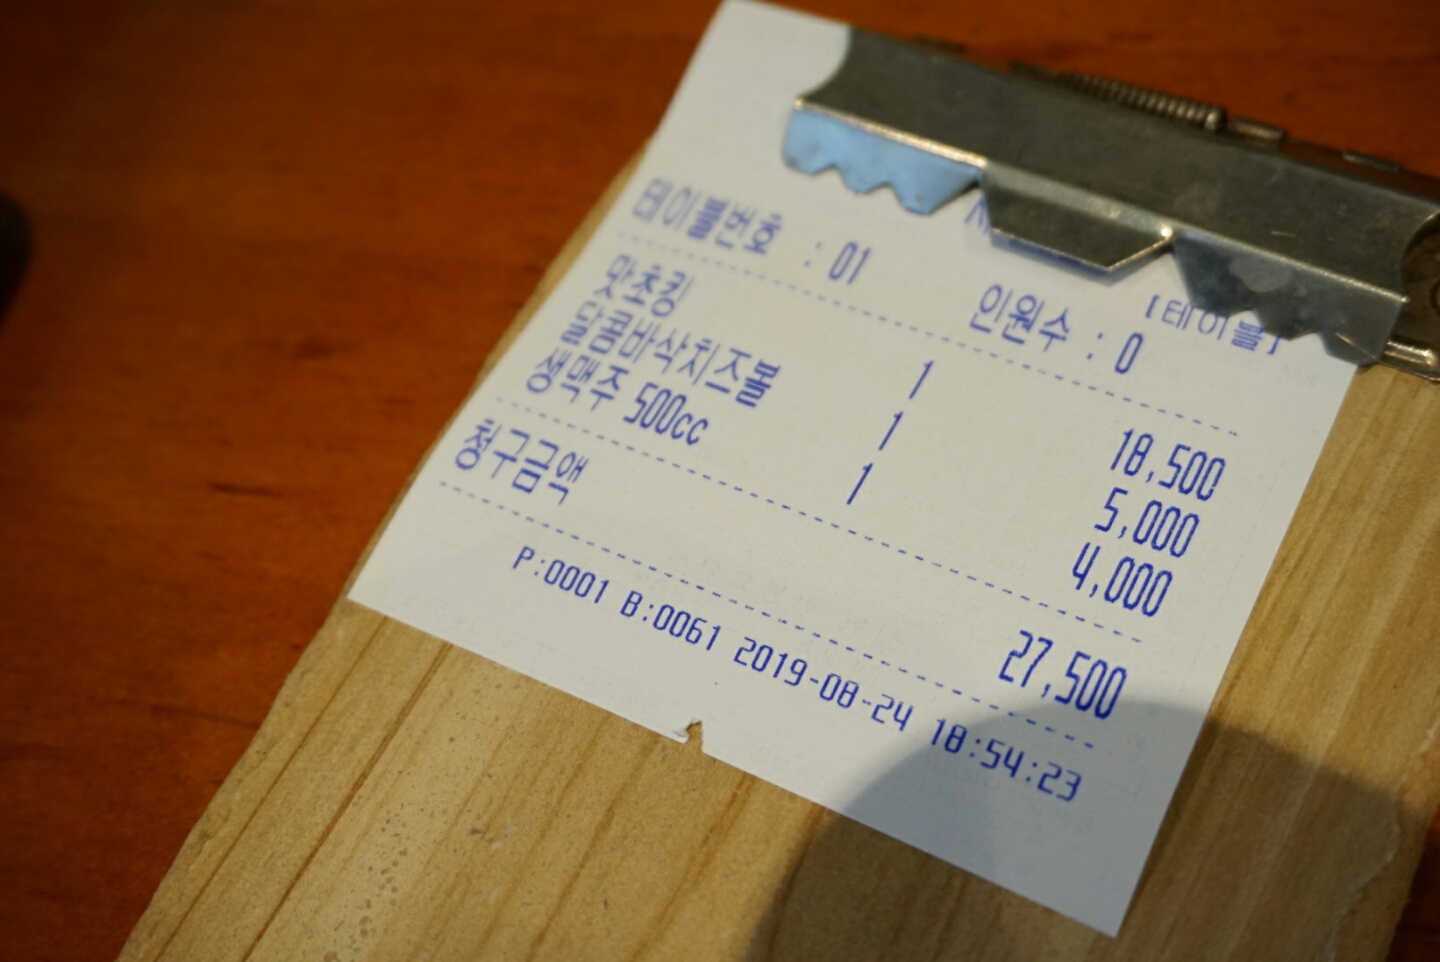 [테이블]
테이블번호 : 01 인원수 : 0
맛초킹 1 18,500
달콤바삭치즈볼 1 5,000
생맥주 500cc 1 4,000
청구금액 27,500
P:0001 B:0061 2019-08-24 18:54:23